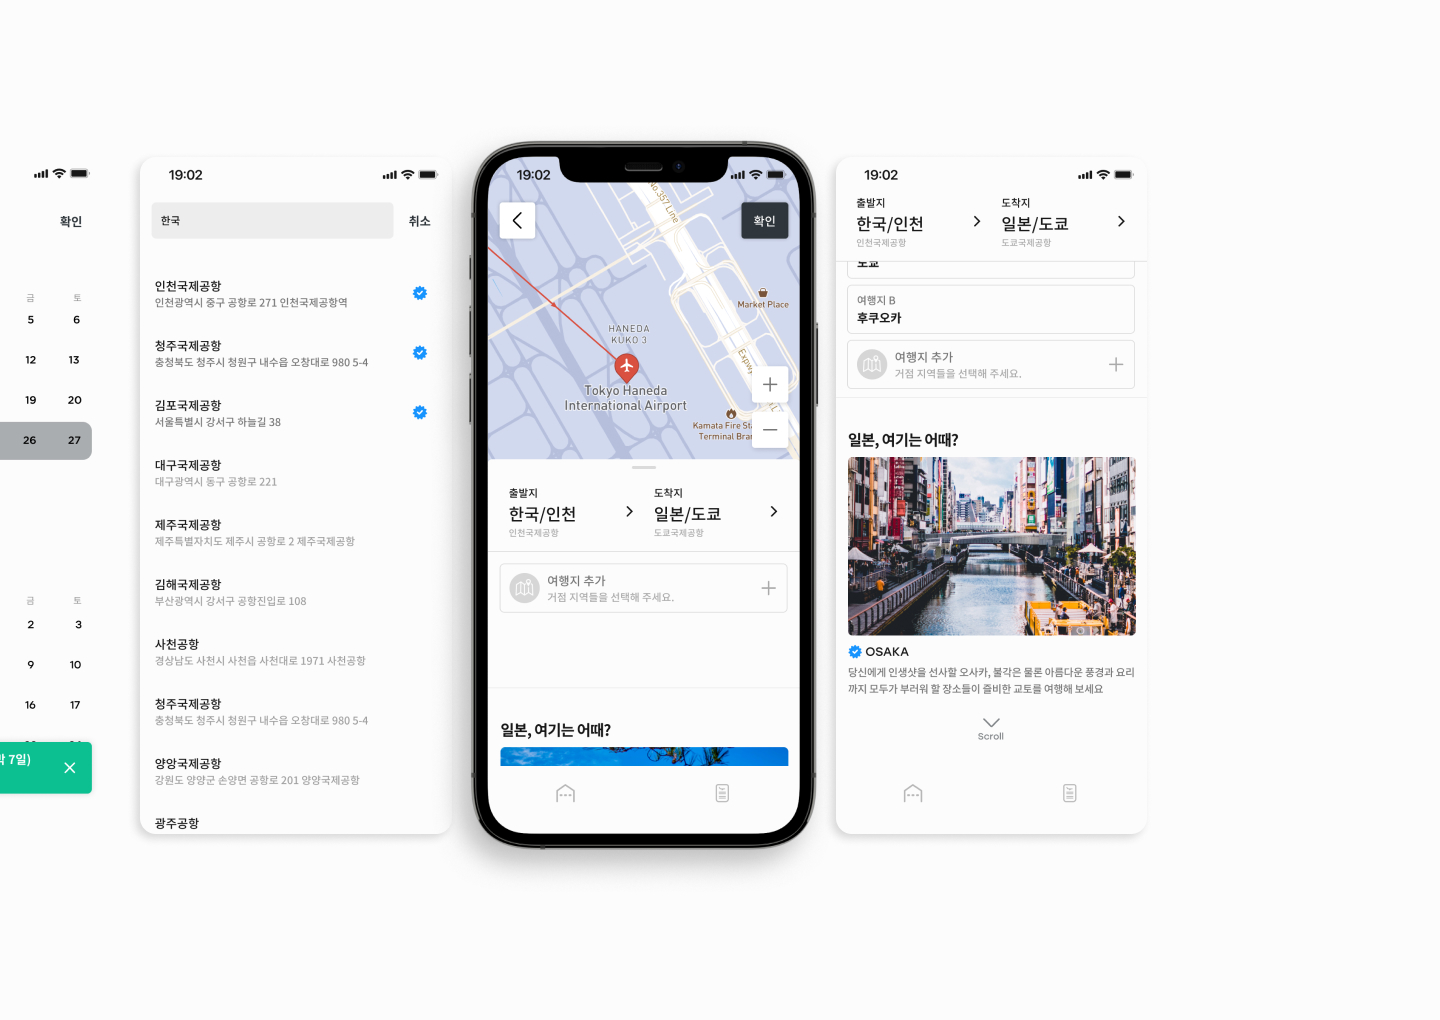 확인
금 토
5 6
12 13
19 20
26 27
금 토
2 3
9 10
16 17
7일)
19:02
한국
취소
인천국제공항
인천광역시 중구 공항로 271 인천국제공항역
청주국제공항
충청북도 청주시 청원구 내수읍 오창대로 980 5-4
김포국제공항
서울특별시 강서구 하늘길 38
대구국제공항
대구광역시 동구 공항로 221
제주국제공항
제주특별자치도 제주시 공항로 2 제주국제공항
김해국제공항
부산광역시 강서구 공항진입로 108
사천공항
경상남도 사천시 사천읍 사천대로 1971 사천공항
청주국제공항
충청북도 청주시 청원구 내수읍 오창대로 980 5-4
양양국제공항
강원도 양양군 손양면 공항로 201 양양국제공항
광주공항
19:02
확인
No.357 Line
Market Place
HANEDA
KUKO 3
Expwy
Tokyo Haneda
International Airport
Kamata Fire Sta
Terminal Bran
출발지 도착지
한국/인천 일본/도쿄
인천국제공항 도쿄국제공항
여행지 추가
거점 지역들을 선택해 주세요.
일본, 여기는 어때?
19:02
출발지 도착지
한국/인천 일본/도쿄
인천국제공항 도쿄국제공항
도쿄
여행지 B
후쿠오카
여행지 추가
거점 지역들을 선택해 주세요.
일본, 여기는 어때?
OSAKA
당신에게 인생샷을 선사할 오사카, 불각은 물론 아름다운 풍경과 요리
까지 모두가 부러워 할 장소들이 즐비한 교토를 여행해 보세요
Scroll